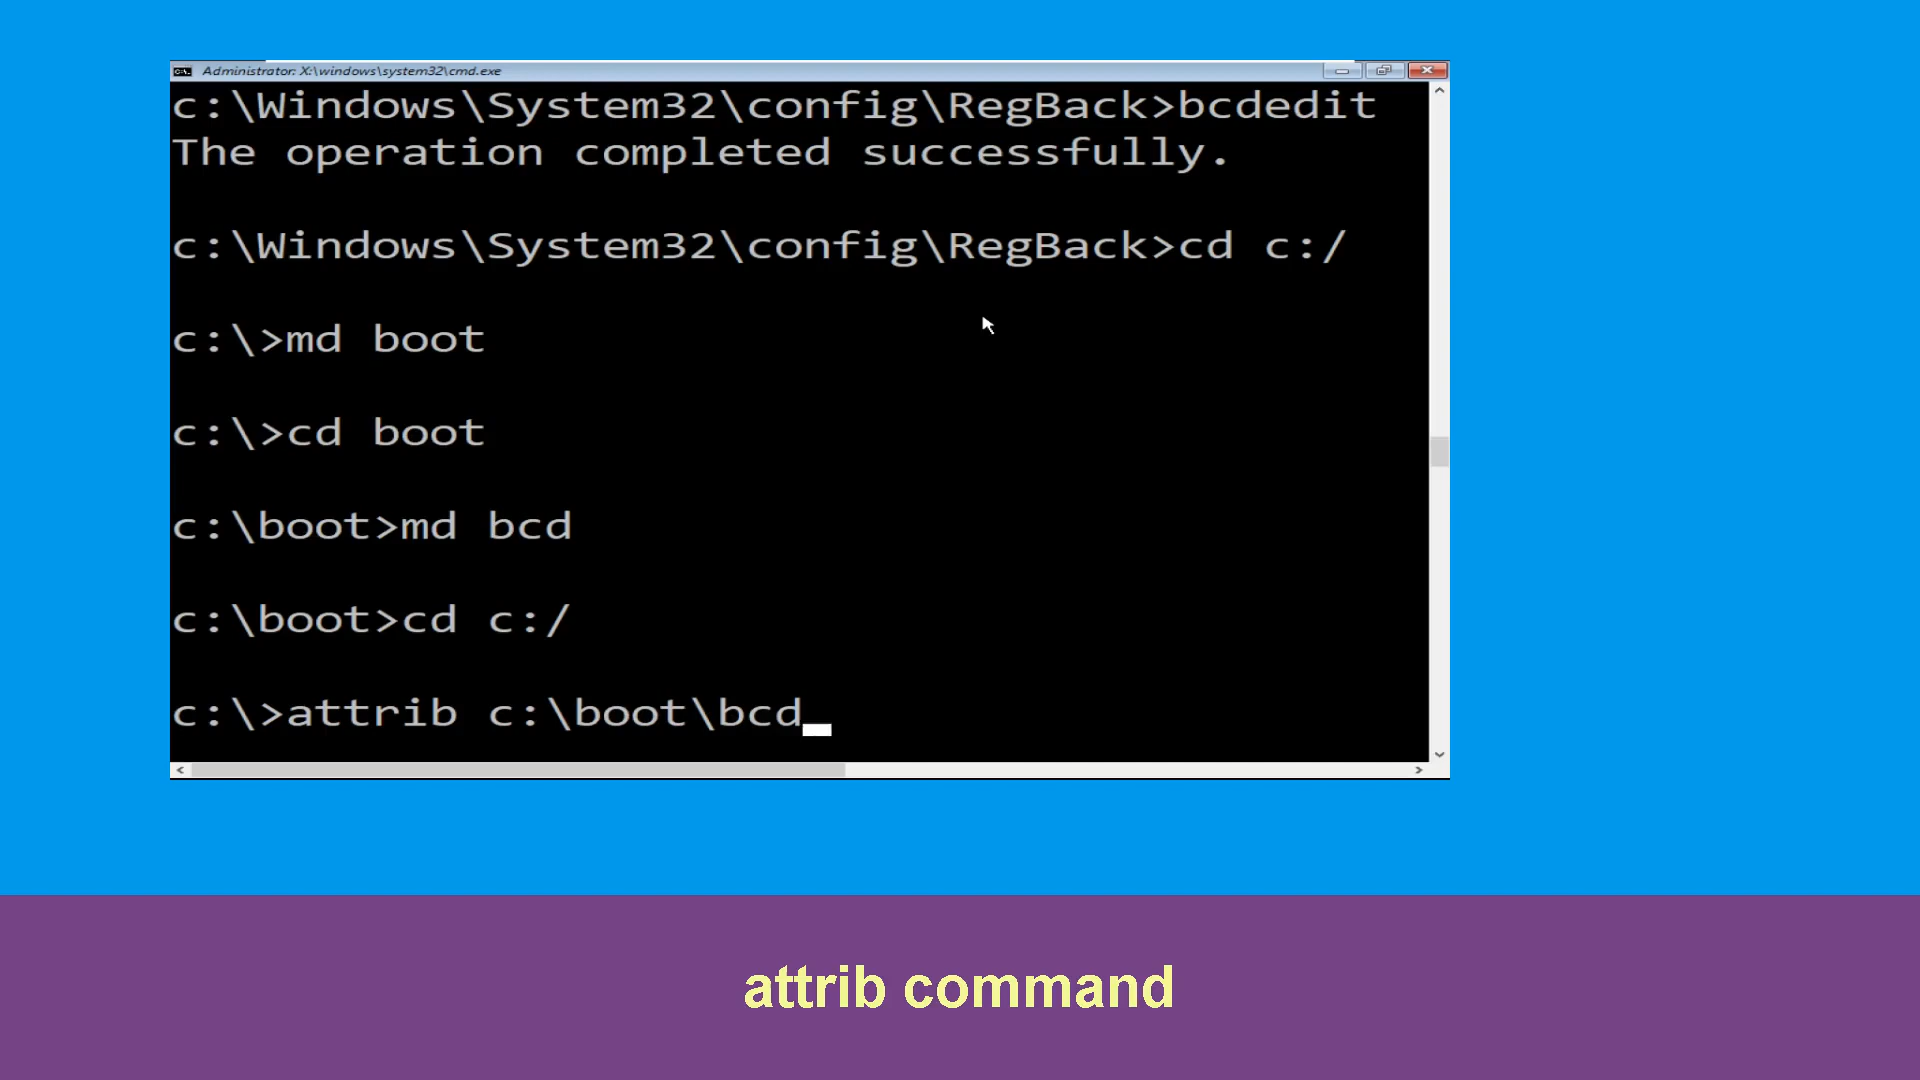 Administrator: X:\windows\system32\cmd.exe
c:\Windows\System32\config\RegBack>bcdedit
The operation completed successfully.
c:\Windows\System32\config\RegBack>cd c:/
c:\>md boot
c:\>cd boot
c:\boot>md bcd
c:\boot>cd c:/
c:\>attrib c:\boot\bcd_
attrib command